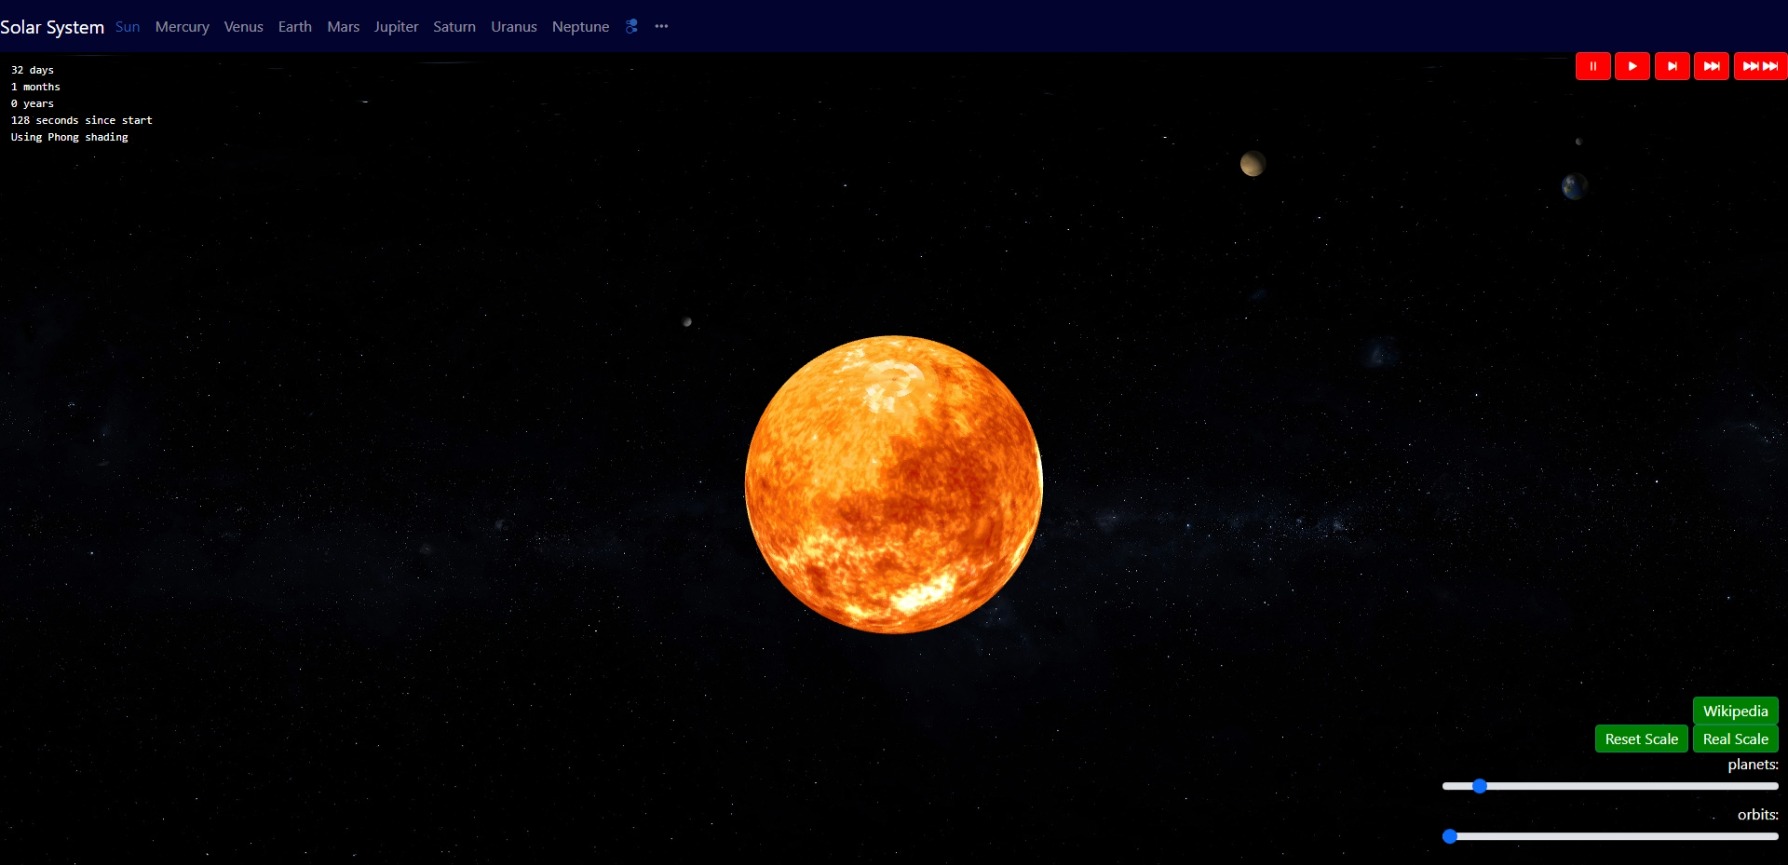 Solar System Sun Mercury Venus Earth Mars Jupiter Saturn Uranus Neptune
32 days
1 months
0 years
128 seconds since start
Using Phong shading
Wikipedia
Reset Scale Real Scale
planets:
orbits: